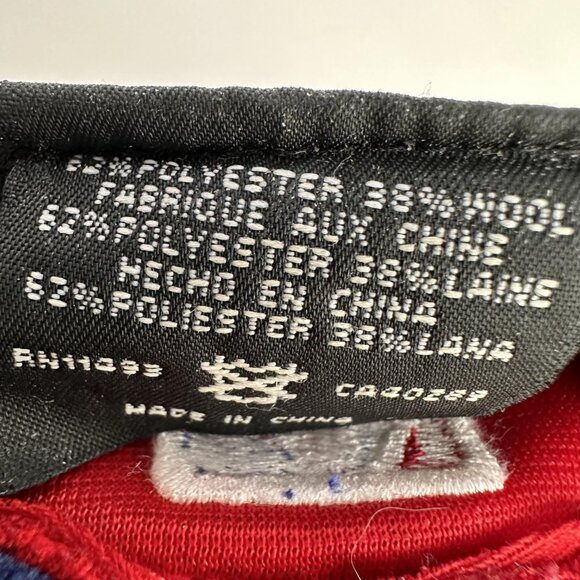 62%POLYESTER 38%WOOL
FABRIQUE AUX CHINE
62%POLYESTER 38%LAINE
HECHO EN CHINA
62%POLIESTER 38%LANA
RN11493 CA40289
MADE IN CHINA